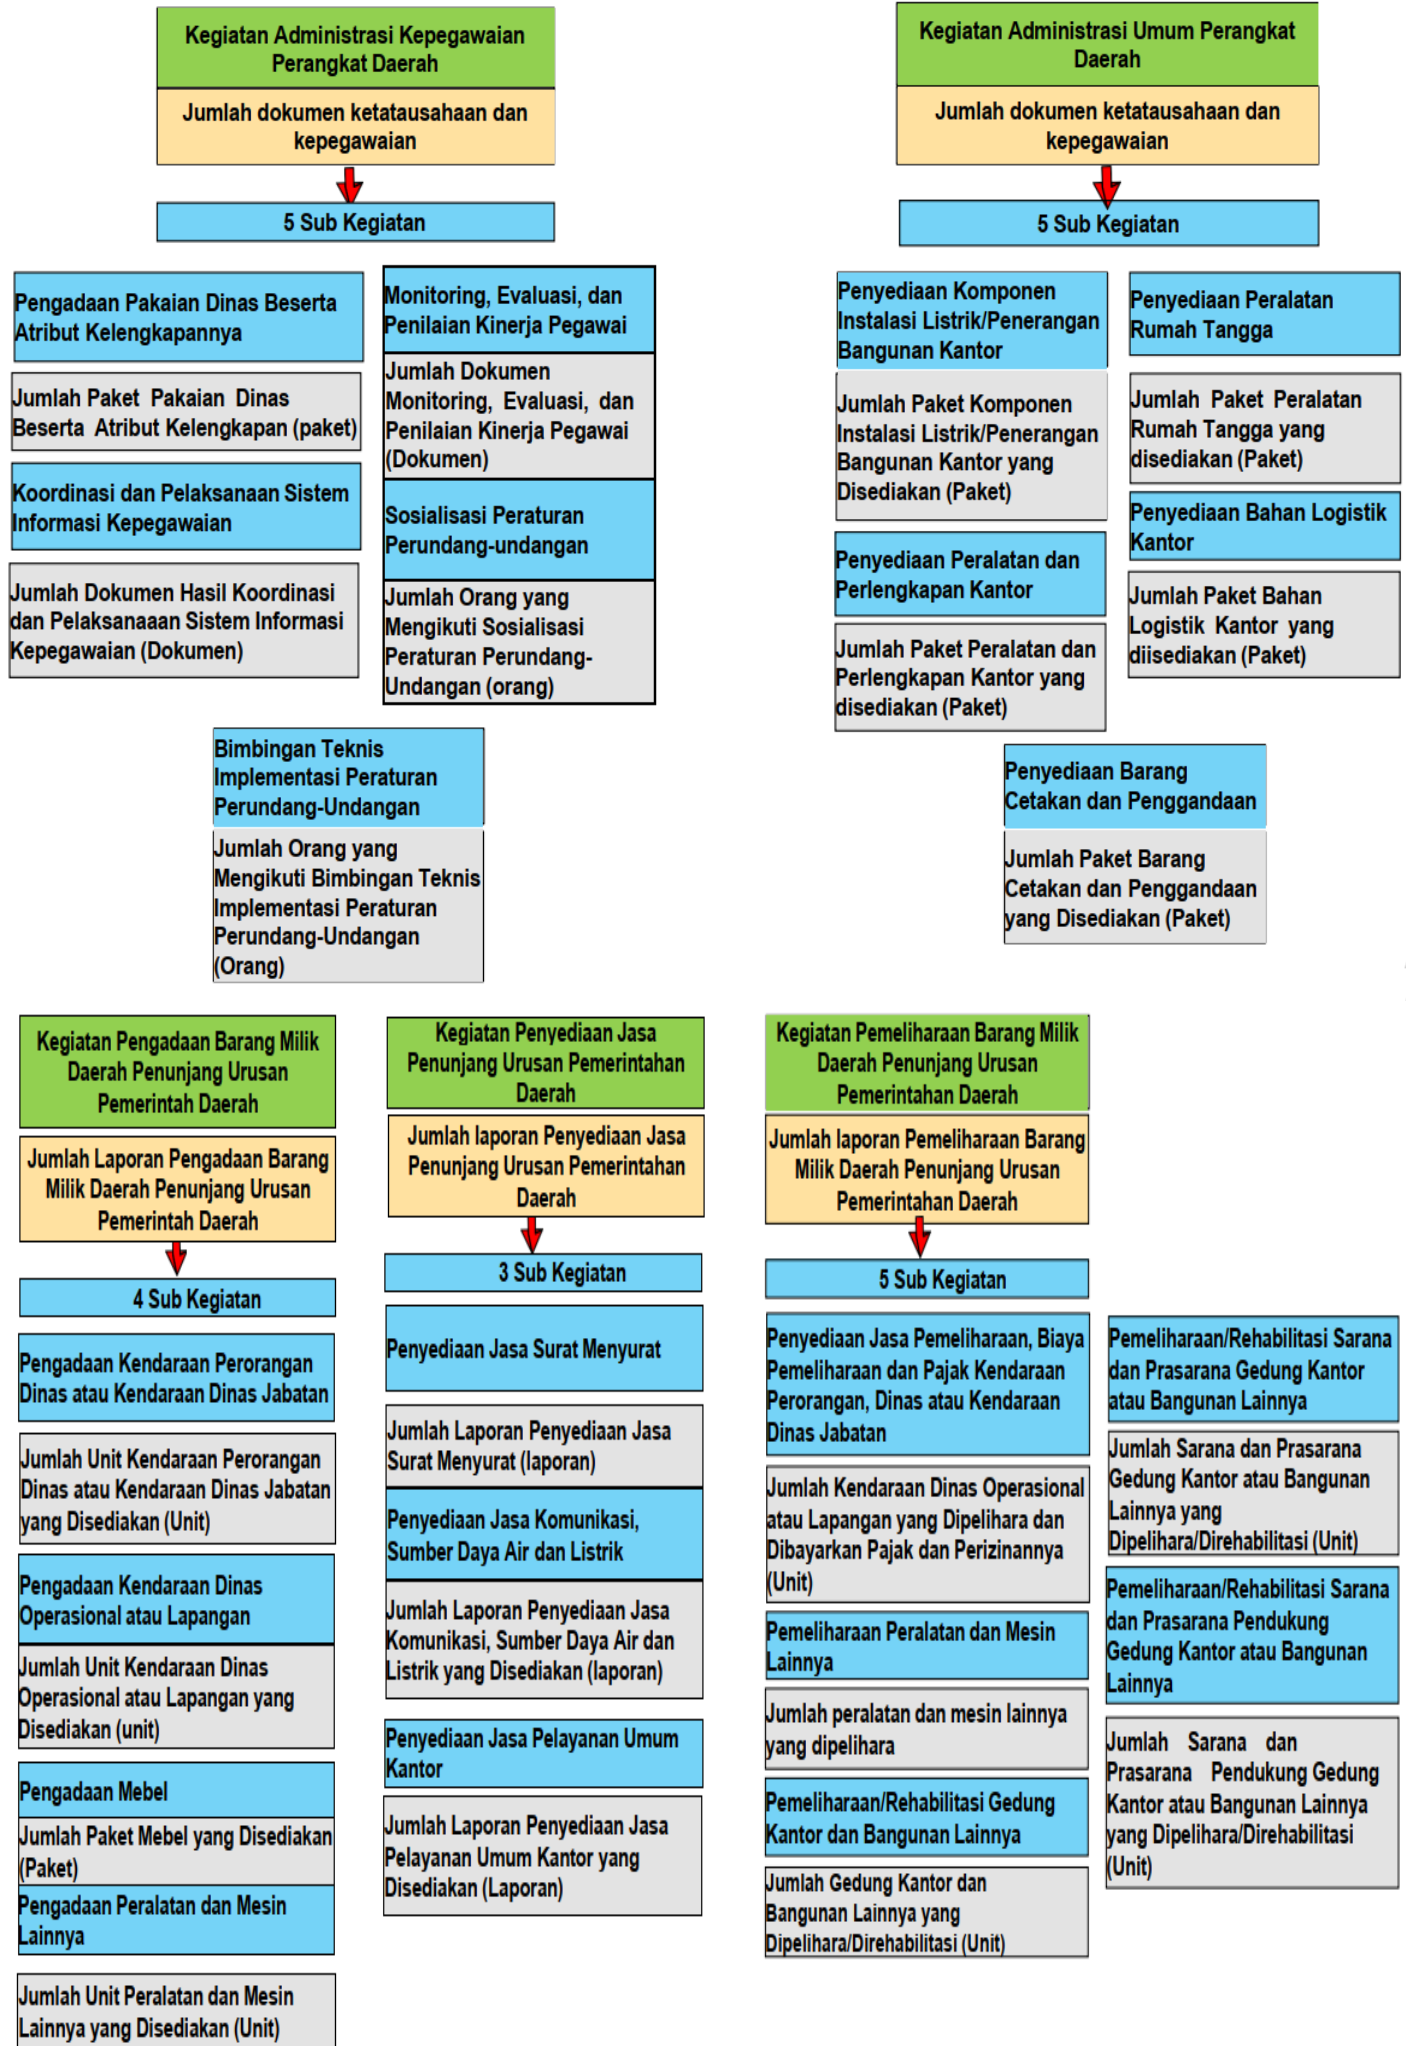 Kegiatan Administrasi Kepegawaian
Perangkat Daerah
Jumlah dokumen ketatausahaan dan
kepegawaian
5 Sub Kegiatan
Pengadaan Pakaian Dinas Beserta
Atribut Kelengkapannya
Jumlah Paket Pakaian Dinas
Beserta Atribut Kelengkapan (paket)
Koordinasi dan Pelaksanaan Sistem
Informasi Kepegawaian
Jumlah Dokumen Hasil Koordinasi
dan Pelaksanaaan Sistem Informasi
Kepegawaian (Dokumen)
Monitoring, Evaluasi, dan
Penilaian Kinerja Pegawai
Jumlah Dokumen
Monitoring, Evaluasi, dan
Penilaian Kinerja Pegawai
(Dokumen)
Sosialisasi Peraturan
Perundang-undangan
Jumlah Orang yang
Mengikuti Sosialisasi
Peraturan Perundang-
Undangan (orang)
Bimbingan Teknis
Implementasi Peraturan
Perundang-Undangan
Jumlah Orang yang
Mengikuti Bimbingan Teknis
Implementasi Peraturan
Perundang-Undangan
(Orang)
Kegiatan Administrasi Umum Perangkat
Daerah
Jumlah dokumen ketatausahaan dan
kepegawaian
5 Sub Kegiatan
Penyediaan Komponen
Instalasi Listrik/Penerangan
Bangunan Kantor
Jumlah Paket Komponen
Instalasi Listrik/Penerangan
Bangunan Kantor yang
Disediakan (Paket)
Penyediaan Peralatan dan
Perlengkapan Kantor
Jumlah Paket Peralatan dan
Perlengkapan Kantor yang
disediakan (Paket)
Penyediaan Peralatan
Rumah Tangga
Jumlah Paket Peralatan
Rumah Tangga yang
disediakan (Paket)
Penyediaan Bahan Logistik
Kantor
Jumlah Paket Bahan
Logistik Kantor yang
diisediakan (Paket)
Penyediaan Barang
Cetakan dan Penggandaan
Jumlah Paket Barang
Cetakan dan Penggandaan
yang Disediakan (Paket)
Kegiatan Pengadaan Barang Milik
Daerah Penunjang Urusan
Pemerintah Daerah
Jumlah Laporan Pengadaan Barang
Milik Daerah Penunjang Urusan
Pemerintah Daerah
4 Sub Kegiatan
Pengadaan Kendaraan Perorangan
Dinas atau Kendaraan Dinas Jabatan
Jumlah Unit Kendaraan Perorangan
Dinas atau Kendaraan Dinas Jabatan
yang Disediakan (Unit)
Pengadaan Kendaraan Dinas
Operasional atau Lapangan
Jumlah Unit Kendaraan Dinas
Operasional atau Lapangan yang
Disediakan (unit)
Pengadaan Mebel
Jumlah Paket Mebel yang Disediakan
(Paket)
Pengadaan Peralatan dan Mesin
Lainnya
Jumlah Unit Peralatan dan Mesin
Lainnya yang Disediakan (Unit)
Kegiatan Penyediaan Jasa
Penunjang Urusan Pemerintahan
Daerah
Jumlah laporan Penyediaan Jasa
Penunjang Urusan Pemerintahan
Daerah
3 Sub Kegiatan
Penyediaan Jasa Surat Menyurat
Jumlah Laporan Penyediaan Jasa
Surat Menyurat (laporan)
Penyediaan Jasa Komunikasi,
Sumber Daya Air dan Listrik
Jumlah Laporan Penyediaan Jasa
Komunikasi, Sumber Daya Air dan
Listrik yang Disediakan (laporan)
Penyediaan Jasa Pelayanan Umum
Kantor
Jumlah Laporan Penyediaan Jasa
Pelayanan Umum Kantor yang
Disediakan (Laporan)
Kegiatan Pemeliharaan Barang Milik
Daerah Penunjang Urusan
Pemerintahan Daerah
Jumlah laporan Pemeliharaan Barang
Milik Daerah Penunjang Urusan
Pemerintahan Daerah
5 Sub Kegiatan
Penyediaan Jasa Pemeliharaan, Biaya
Pemeliharaan dan Pajak Kendaraan
Perorangan, Dinas atau Kendaraan
Dinas Jabatan
Jumlah Kendaraan Dinas Operasional
atau Lapangan yang Dipelihara dan
Dibayarkan Pajak dan Perizinannya
(Unit)
Pemeliharaan Peralatan dan Mesin
Lainnya
Jumlah peralatan dan mesin lainnya
yang dipelihara
Pemeliharaan/Rehabilitasi Gedung
Kantor dan Bangunan Lainnya
Jumlah Gedung Kantor dan
Bangunan Lainnya yang
Dipelihara/Direhabilitasi (Unit)
Pemeliharaan/Rehabilitasi Sarana
dan Prasarana Gedung Kantor
atau Bangunan Lainnya
Jumlah Sarana dan Prasarana
Gedung Kantor atau Bangunan
Lainnya yang
Dipelihara/Direhabilitasi (Unit)
Pemeliharaan/Rehabilitasi Sarana
dan Prasarana Pendukung
Gedung Kantor atau Bangunan
Lainnya
Jumlah Sarana dan
Prasarana Pendukung Gedung
Kantor atau Bangunan Lainnya
yang Dipelihara/Direhabilitasi
(Unit)